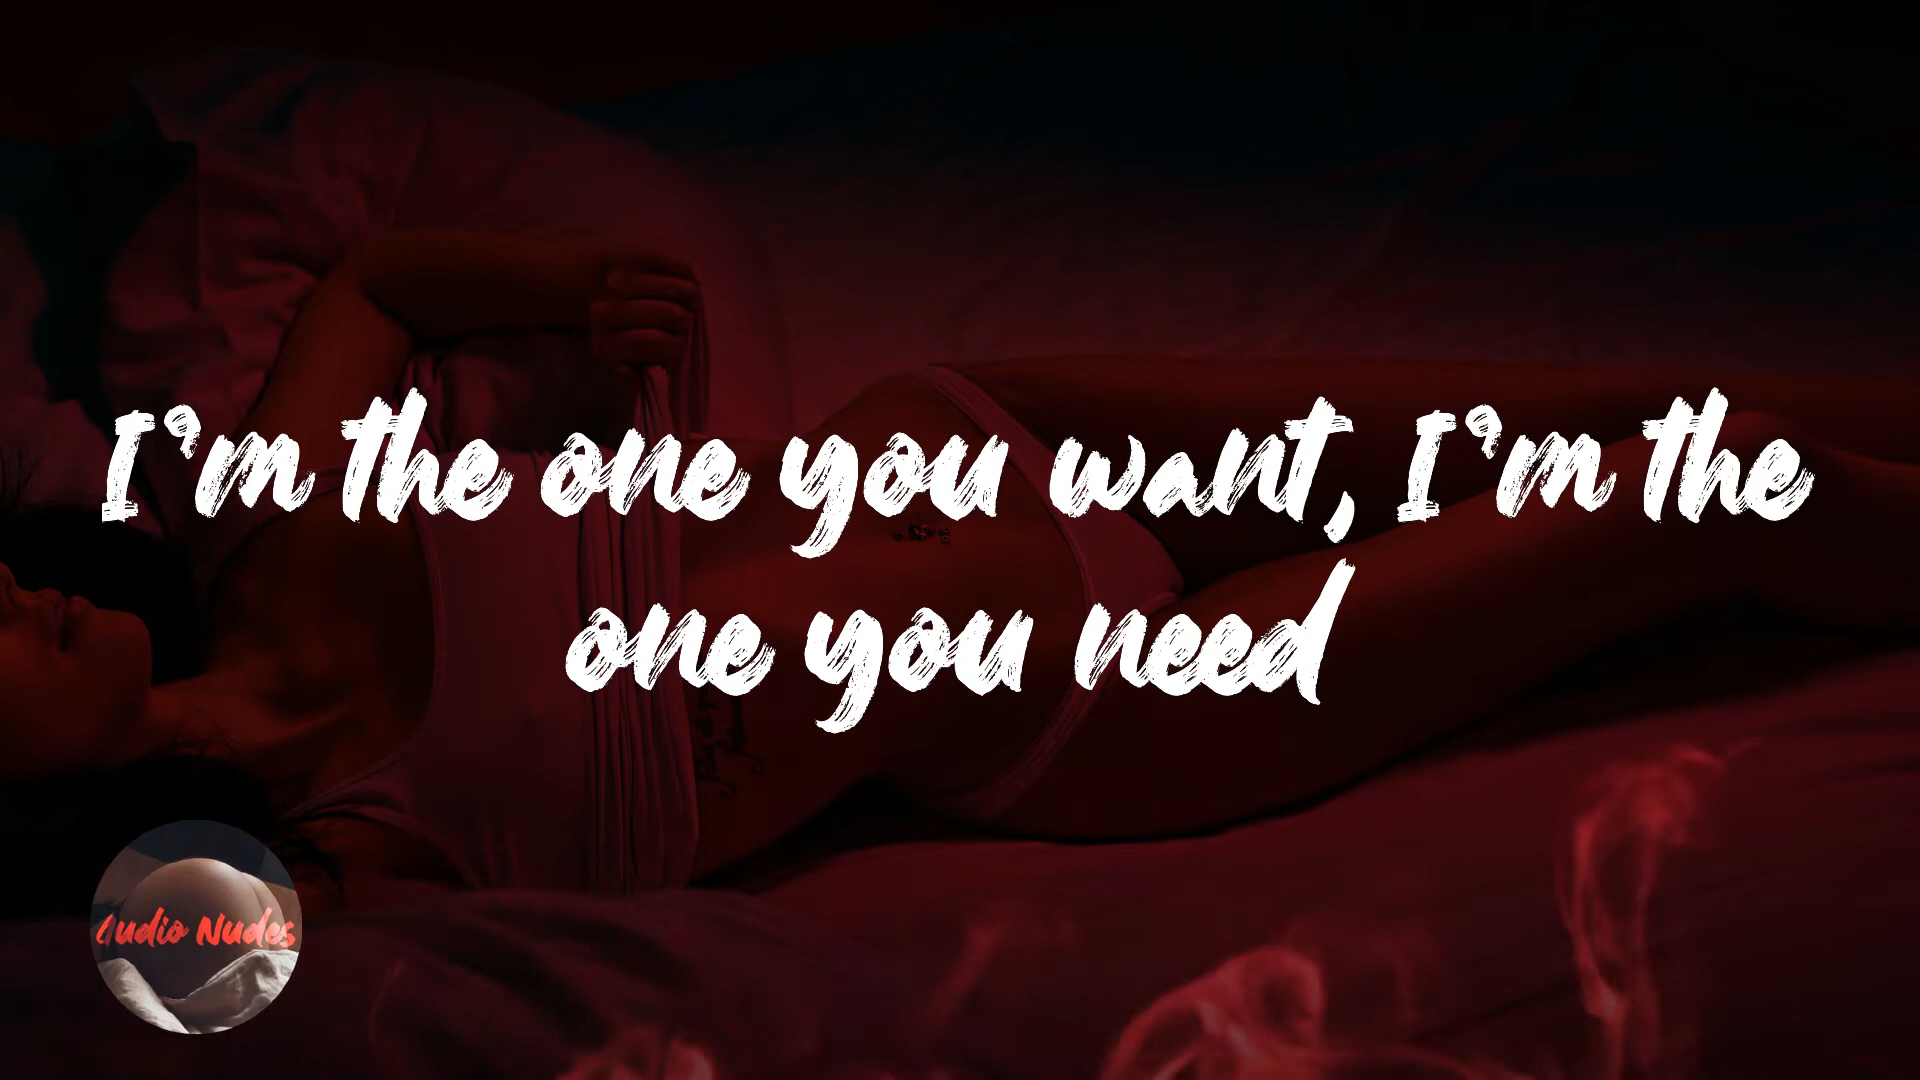 I'm the one you want, I'm the
one you need
Audio Nudes